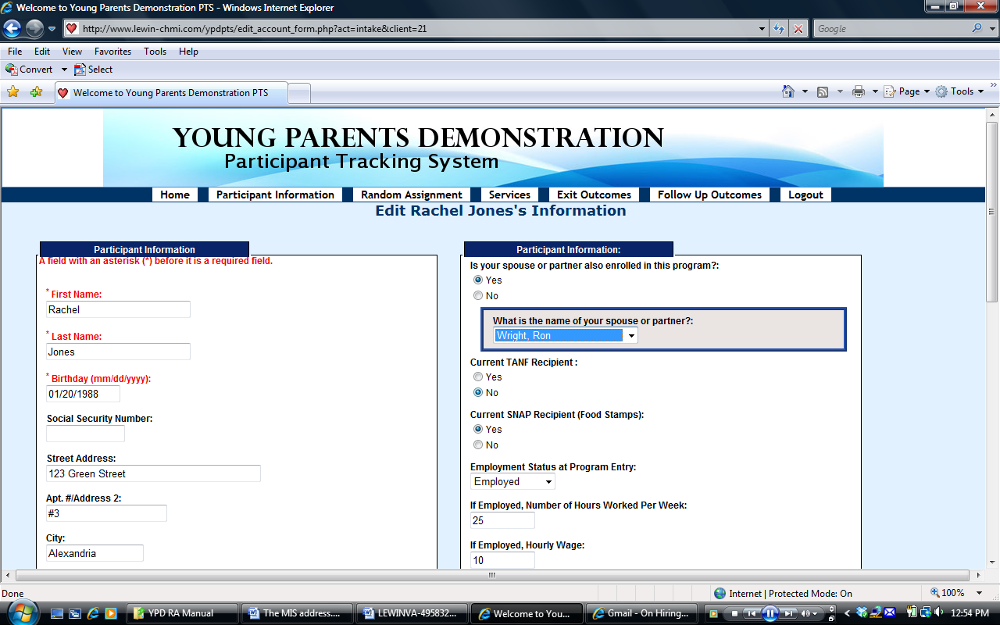 Welcome to Young Parents Demonstration PTS - Windows Internet Explorer
http://www.lewin-chmi.com/ypdpts/edit_account_form.php?act=intake&client=21
Google
File Edit View Favorites Tools Help
Convert Select
Welcome to Young Parents Demonstration PTS
Page Tools
YOUNG PARENTS DEMONSTRATION
Participant Tracking System
Home Participant Information Random Assignment Services Exit Outcomes Follow Up Outcomes Logout
Edit Rachel Jones's Information
Participant Information
A field with an asterisk (*) before it is a required field.
* First Name:
Rachel
* Last Name:
Jones
* Birthday (mm/dd/yyyy):
01/20/1988
Social Security Number:
Street Address:
123 Green Street
Apt. #/Address 2:
#3
City:
Alexandria
Participant Information:
Is your spouse or partner also enrolled in this program?:
Yes
No
What is the name of your spouse or partner?:
Wright, Ron
Current TANF Recipient :
Yes
No
Current SNAP Recipient (Food Stamps):
Yes
No
Employment Status at Program Entry:
Employed
If Employed, Number of Hours Worked Per Week:
25
If Employed, Hourly Wage:
10
Done
Internet | Protected Mode: On
100%
YPD RA Manual
The MIS address....
LEWINVA-495832...
Welcome to You...
Gmail - On Hiring...
12:54 PM